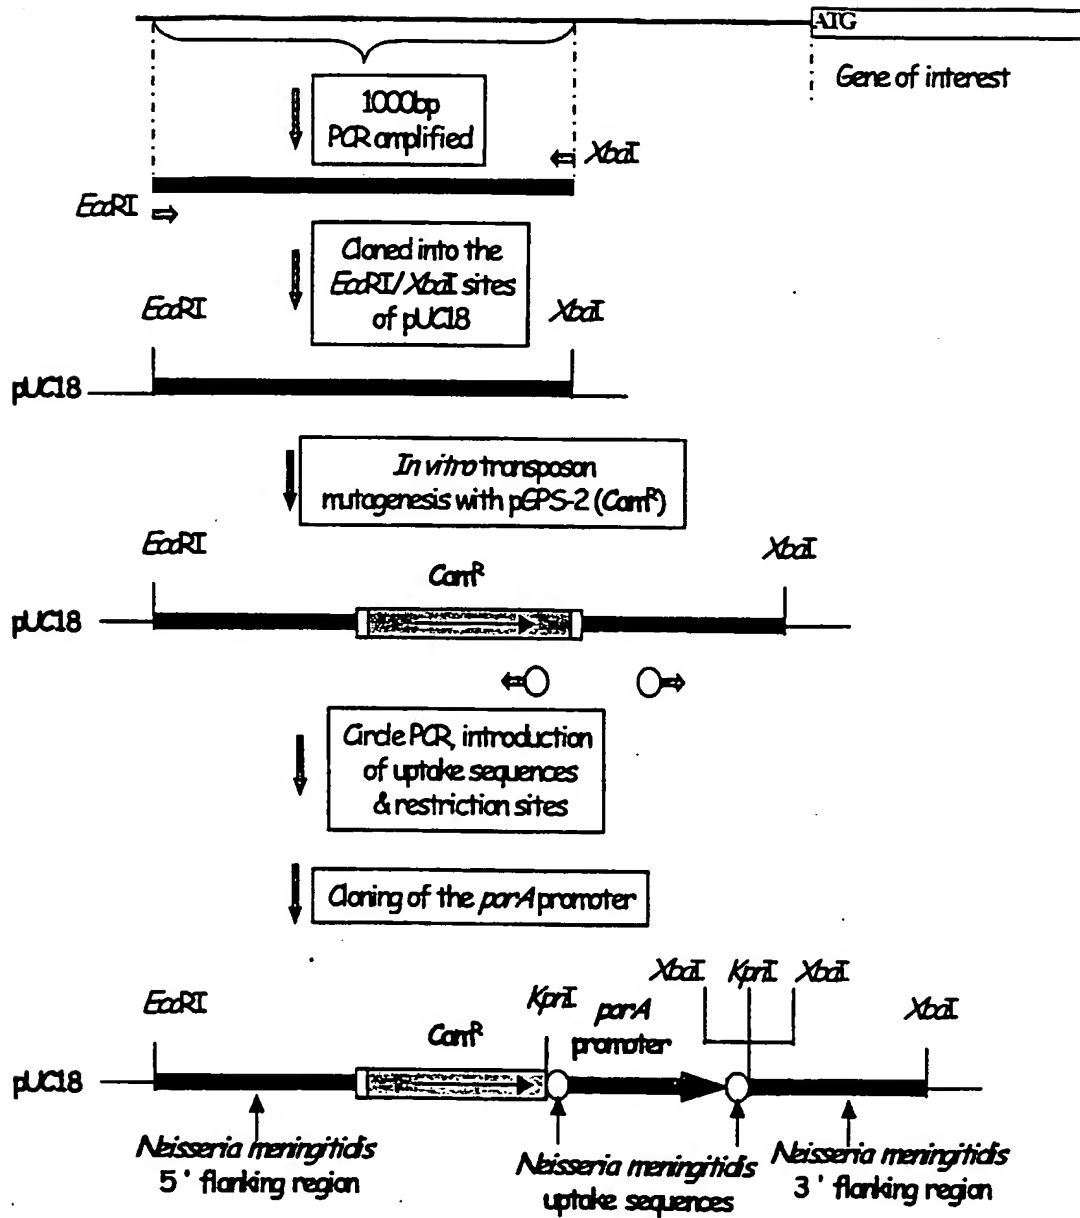 ATG
Gene of interest
1000bp
PCR amplified
XbaI
EcoRI
Cloned into the
EcoRI/XbaI sites
of pUC18
EcoRI
XbaI
pUC18
In vitro transposon
mutagenesis with pGPS-2 (CamR)
EcoRI
XbaI
CamR
pUC18
Circle PCR, introduction
of uptake sequences
& restriction sites
Cloning of the porA promoter
XbaI KpnI XbaI
EcoRI
KpnI
porA
promoter
XbaI
CamR
pUC18
Neisseria meningitidis
5' flanking region
Neisseria meningitidis
uptake sequences
Neisseria meningitidis
3' flanking region